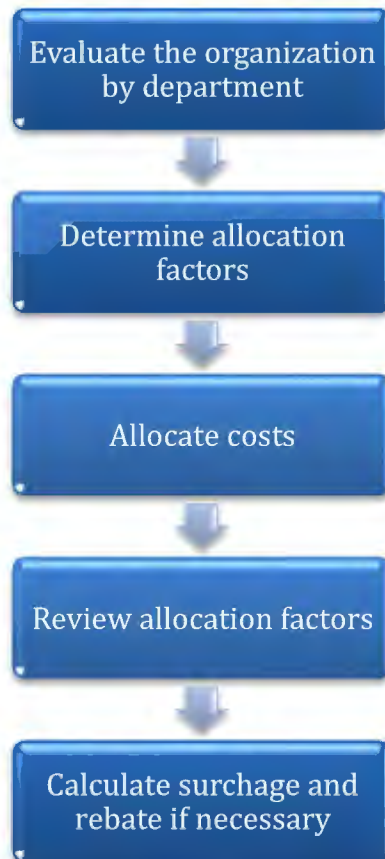 Evaluate the organization
by department
Determine allocation
factors
Allocate costs
Review allocation factors
Calculate surchage and
rebate if necessary